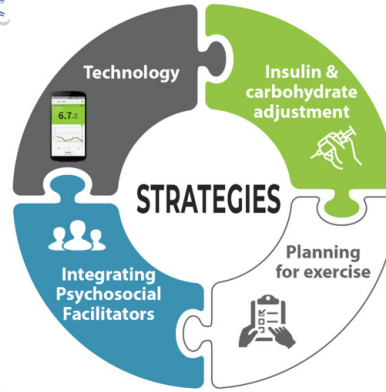 Technology
6.7
Insulin &
carbohydrate
adjustment
STRATEGIES
Integrating
Psychosocial
Facilitators
Planning
for exercise